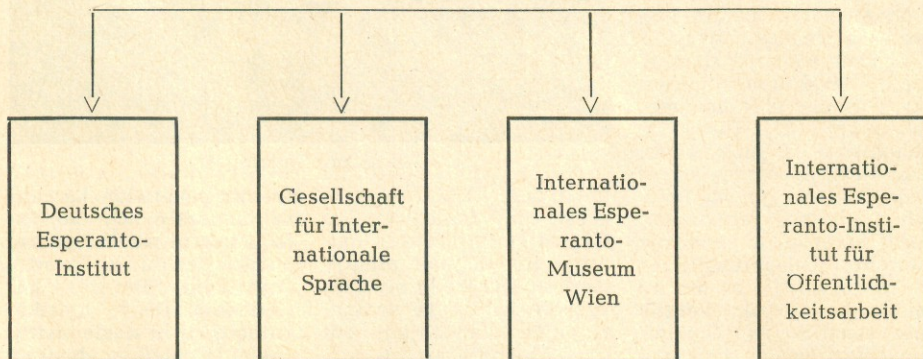 Deutsches
Esperanto-
Institut
Gesellschaft
für Inter-
nationale
Sprache
Internatio-
nales Espe-
ranto-
Museum
Wien
Internatio-
nales Espe-
ranto-Insti-
tut für
Öffentlich-
keitsarbeit